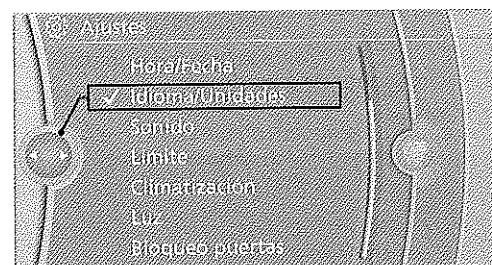 Ajustes
Hora/Fecha
✓ Idioma/Unidades
Sonido
Límite
Climatización
Luz
Bloqueo puertas